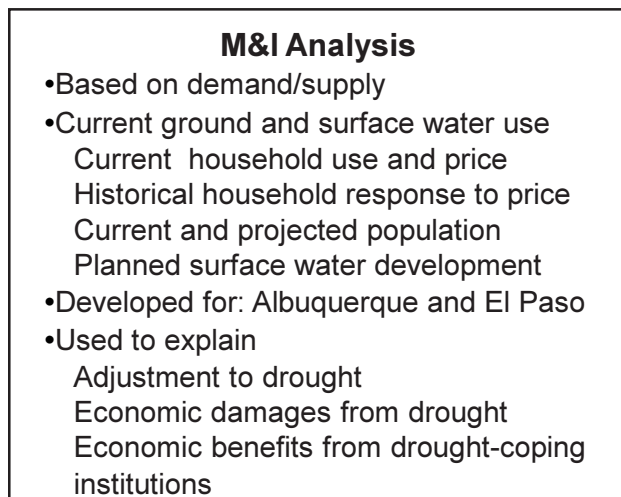 M&I Analysis
•Based on demand/supply
•Current ground and surface water use
Current household use and price
Historical household response to price
Current and projected population
Planned surface water development
•Developed for: Albuquerque and El Paso
•Used to explain
Adjustment to drought
Economic damages from drought
Economic benefits from drought-coping
institutions